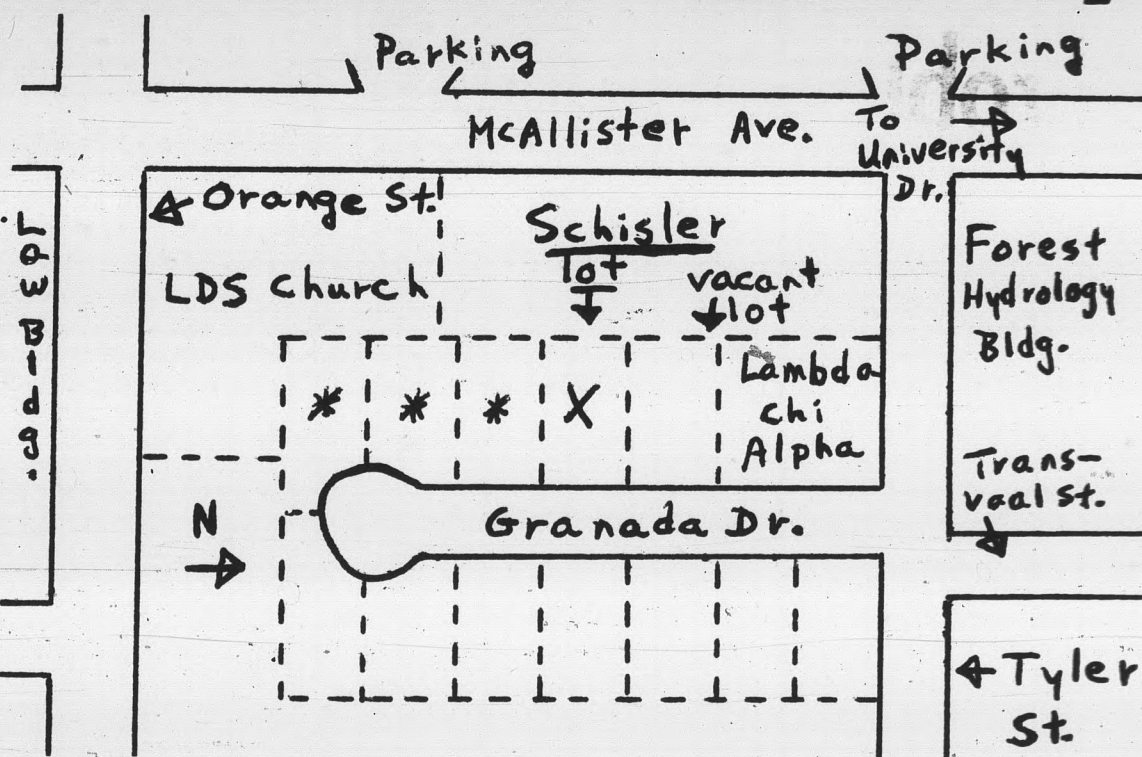 Parking
Parking
McAllister Ave.
To
University
Dr.
Orange St.
LDS Church
Schisler
lot
vacant
lot
Law Bldg.
Forest
Hydrology
Bldg.
* * * X
Lambda
Chi
Alpha
Trans-
vaal St.
N
Granada Dr.
Tyler
St.